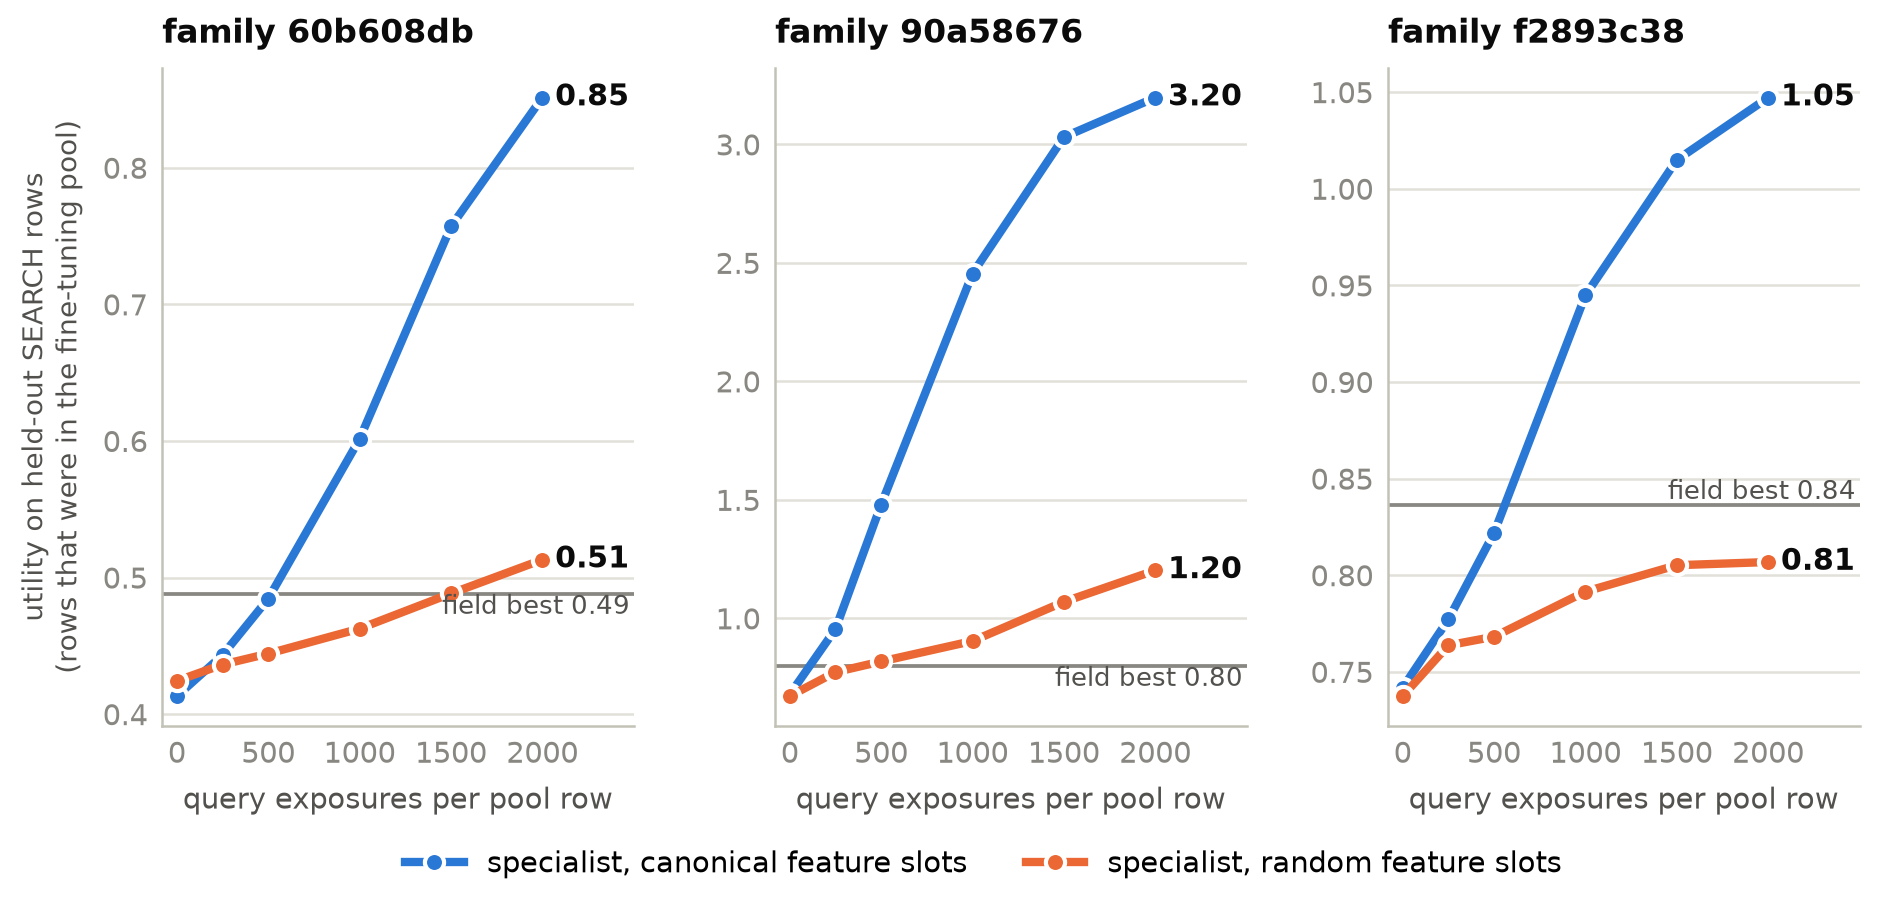 family 60b608db
family 90a58676
family f2893c38
utility on held-out SEARCH rows
(rows that were in the fine-tuning pool)
0.8
0.7
0.6
0.5
0.4
0.85
0.51
field best 0.49
0 500 1000 1500 2000
query exposures per pool row
3.0
2.5
2.0
1.5
1.0
3.20
1.20
field best 0.80
0 500 1000 1500 2000
query exposures per pool row
1.05
1.00
0.95
0.90
0.85
0.80
0.75
1.05
field best 0.84
0.81
0 500 1000 1500 2000
query exposures per pool row
specialist, canonical feature slots
specialist, random feature slots